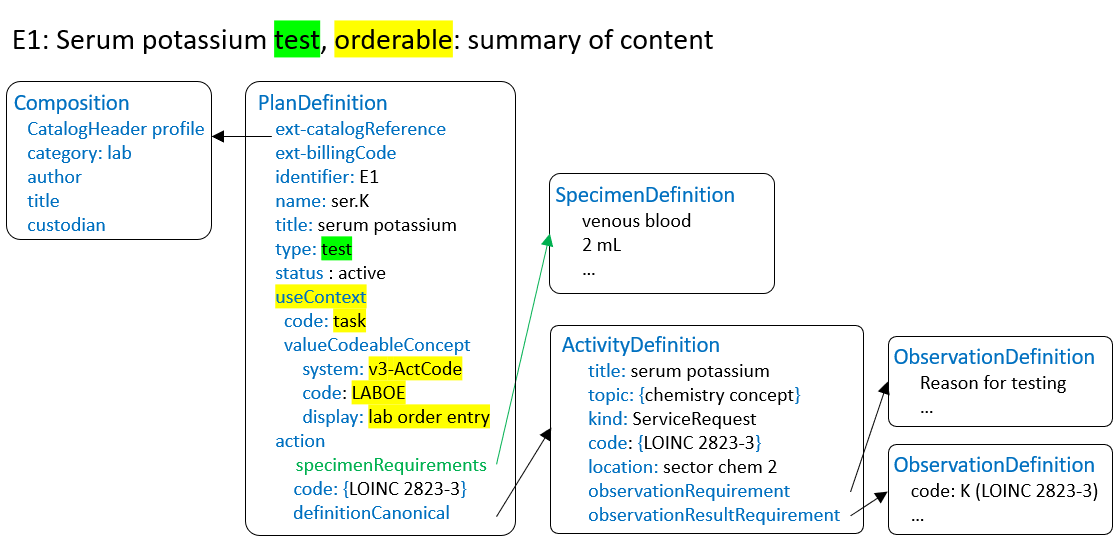 E1: Serum potassium test, orderable: summary of content
Composition
CatalogHeader profile
category: lab
author
title
custodian
PlanDefinition
ext-catalogReference
ext-billingCode
identifier: E1
name: ser.K
title: serum potassium
type: test
status : active
useContext
code: task
valueCodeableConcept
system: v3-ActCode
code: LABOE
display: lab order entry
action
specimenRequirements
code: {LOINC 2823-3}
definitionCanonical
SpecimenDefinition
venous blood
2 mL
...
ActivityDefinition
title: serum potassium
topic: {chemistry concept}
kind: ServiceRequest
code: {LOINC 2823-3}
location: sector chem 2
observationRequirement
observationResultRequirement
ObservationDefinition
Reason for testing
...
ObservationDefinition
code: K (LOINC 2823-3)
...